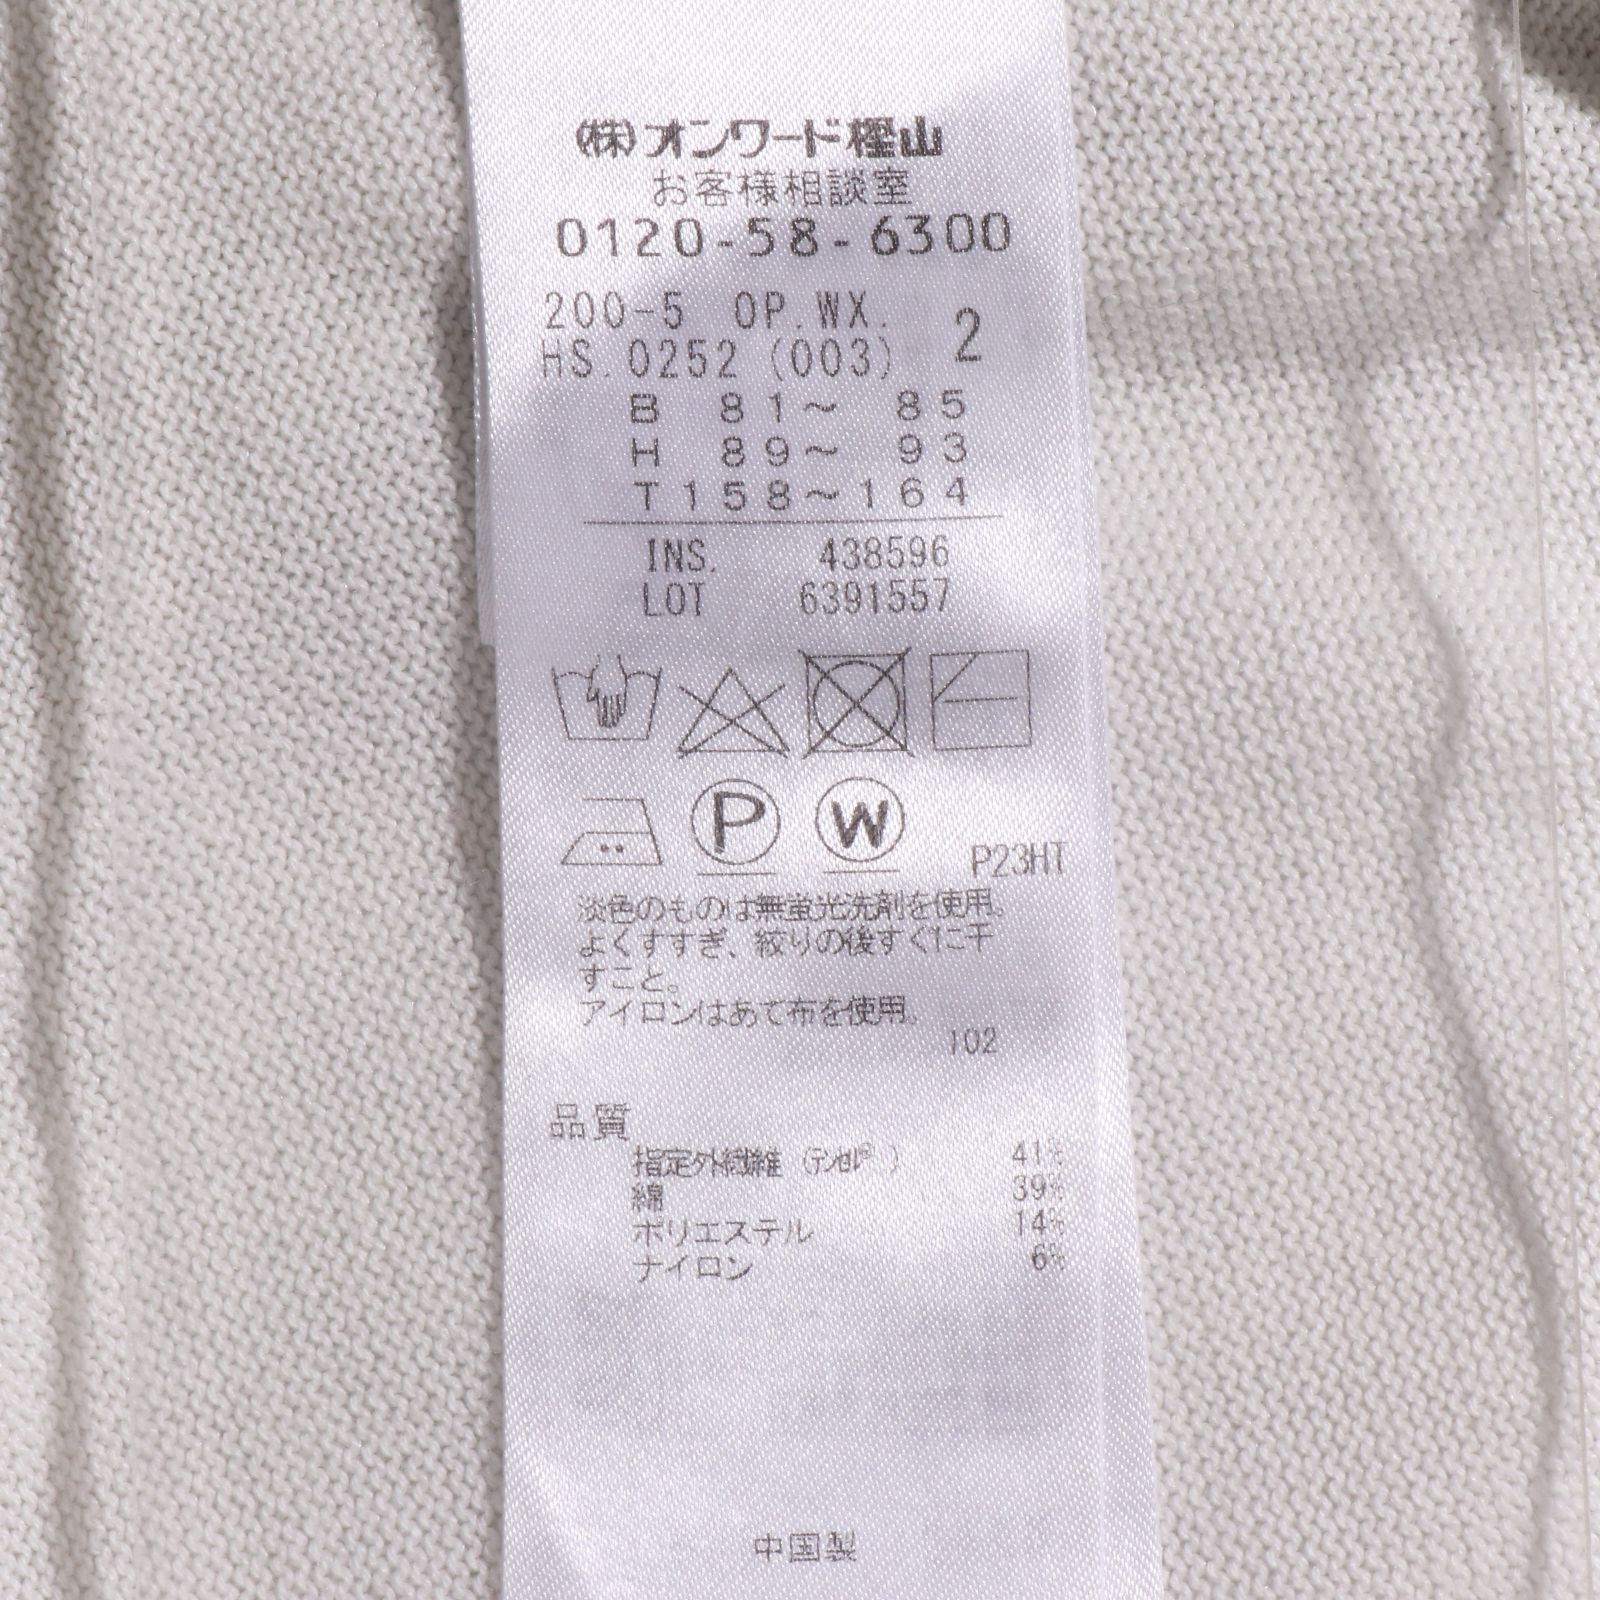 (株)オンワード樫山
お客様相談室
0120-58-6300
200-5 OP.WX. 2
HS.0252 (003)
B 81～ 85
H 89～ 93
T158～164
INS. 438596
LOT 6391557
P W P23HT
淡色のものは無蛍光洗剤を使用。
よくすすぎ、絞りの後すぐに干
すこと。
アイロンはあて布を使用。
102
品質
指定外繊維（テンセル®） 41%
綿 39%
ポリエステル 14%
ナイロン 6%
中国製